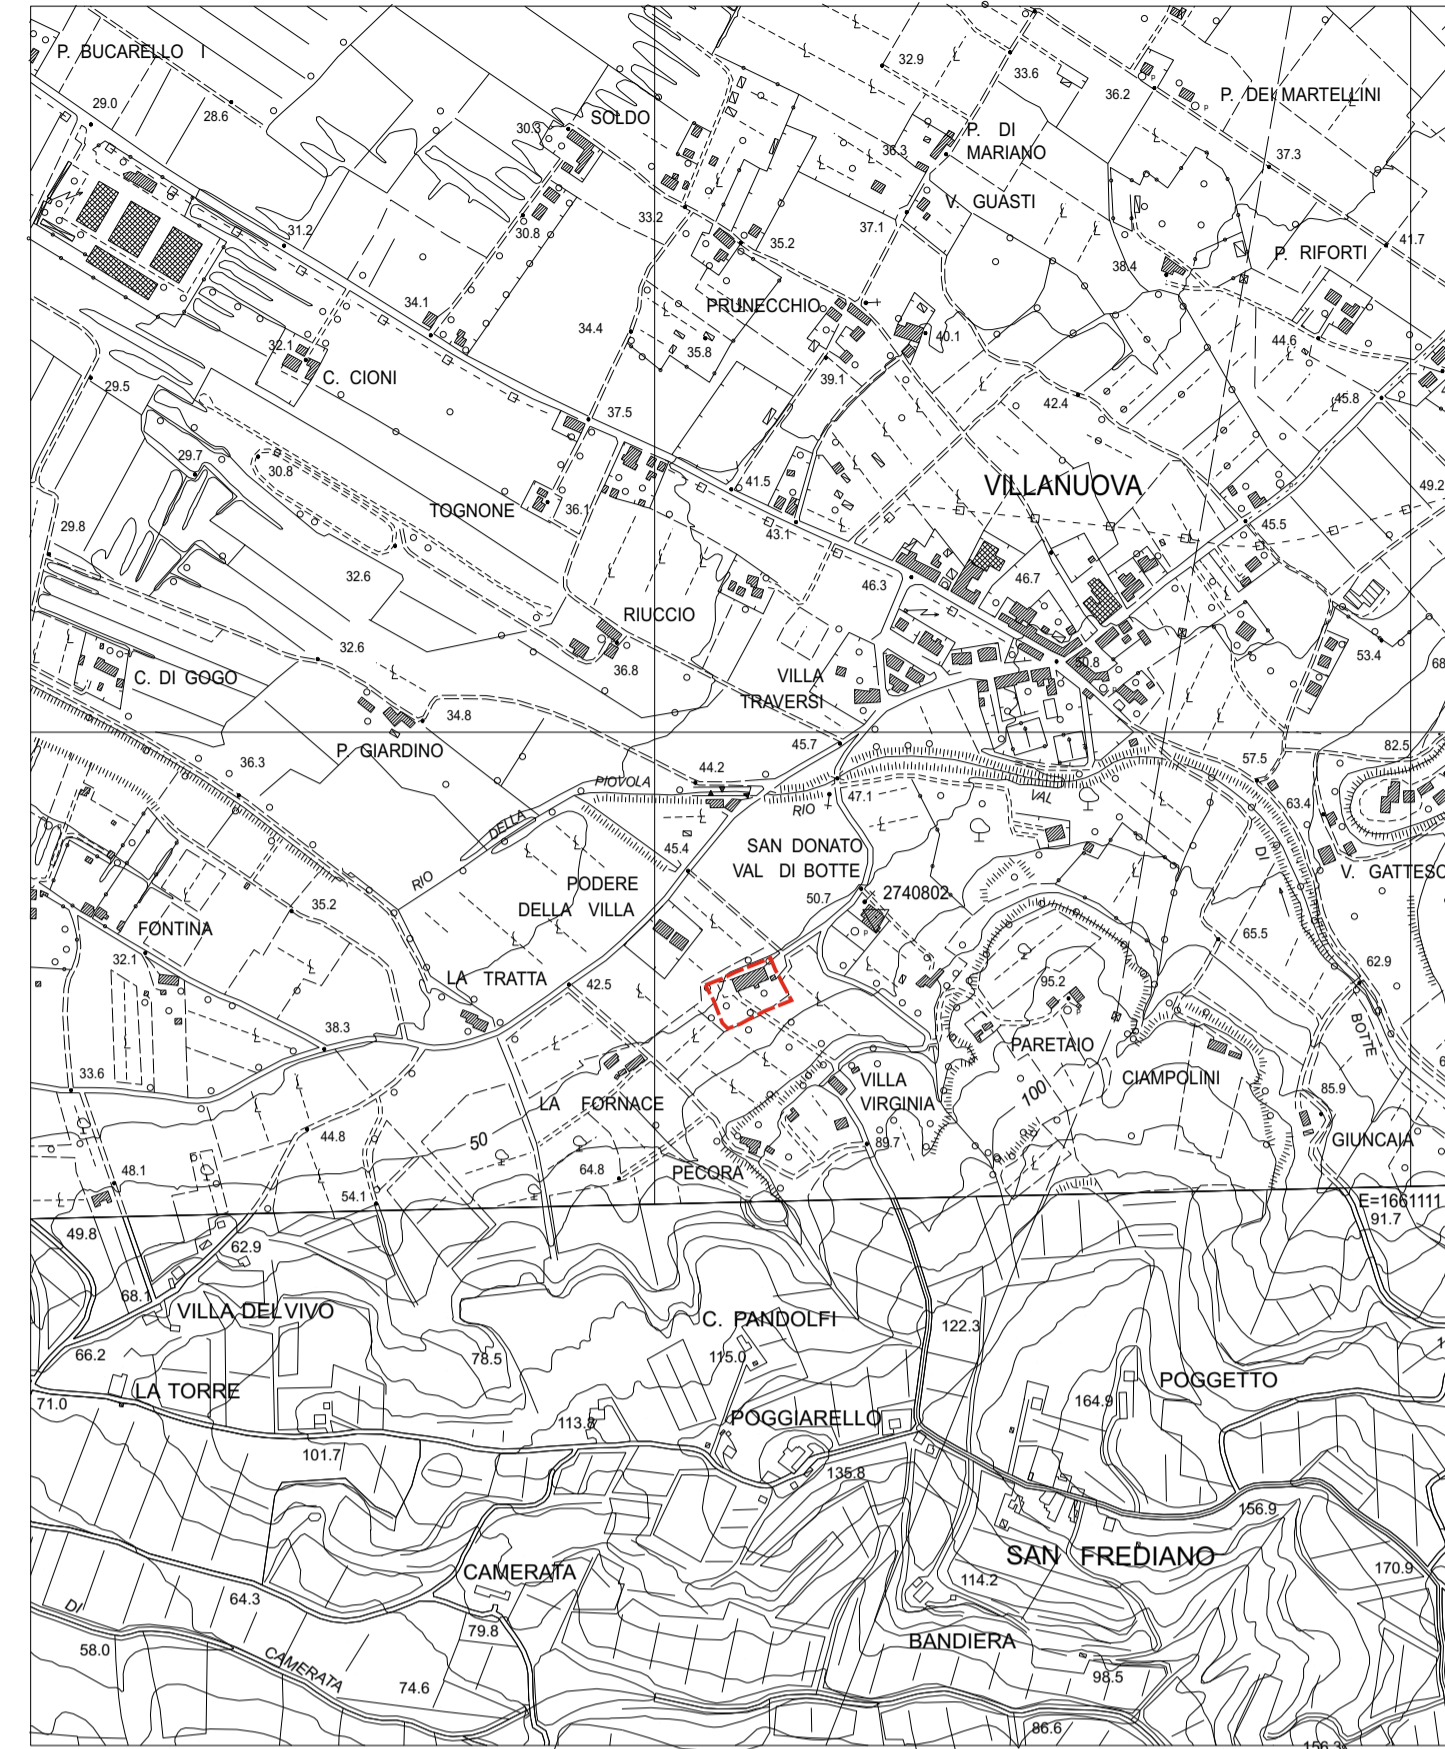 P. BUCARELLO I
29.0
28.6
SOLDO
30.3
32.9
33.6
36.2
P. DEI MARTELLINI
P. DI
MARIANO
36.3
37.3
V. GUASTI
31.2
30.8
33.2
35.2
37.1
38.4
41.7
P. RIFORTI
34.1
34.4
PRUNECCHIO
40.1
44.6
32.1
35.8
C. CIONI
39.1
29.5
37.5
42.4
45.8
29.7
30.8
41.5
VILLANUOVA
49.2
TOGNONE
36.1
29.8
43.1
45.5
32.6
46.3
46.7
RIUCCIO
32.6
36.8
50.8
53.4
68
C. DI GOGO
VILLA
TRAVERSI
34.8
P. GIARDINO
45.7
82.5
36.3
44.2
57.5
PIOVOLA
47.1
VAL
RIO
63.4
DELLA
45.4
SAN DONATO
VAL DI BOTTE
DI
V. GATTESC
RIO
PODERE
DELLA VILLA
50.7
2740802
35.2
FONTINA
32.1
65.5
62.9
LA TRATTA
42.5
95.2
38.3
BOTTE
PARETAIO
33.6
VILLA
VIRGINIA
CIAMPOLINI
100
85.9
LA FORNACE
44.8
50
89.7
GIUNCAIA
48.1
64.8
PECORA
54.1
E=1661111
91.7
49.8
62.9
68.1
VILLA DEL VIVO
C. PANDOLFI
122.3
66.2
78.5
115.0
LA TORRE
POGGETTO
71.0
164.9
113.8
POGGIARELLO
101.7
135.8
156.9
SAN FREDIANO
CAMERATA
114.2
170.9
64.3
DI
79.8
58.0
BANDIERA
CAMERATA
98.5
74.6
86.6
156.3